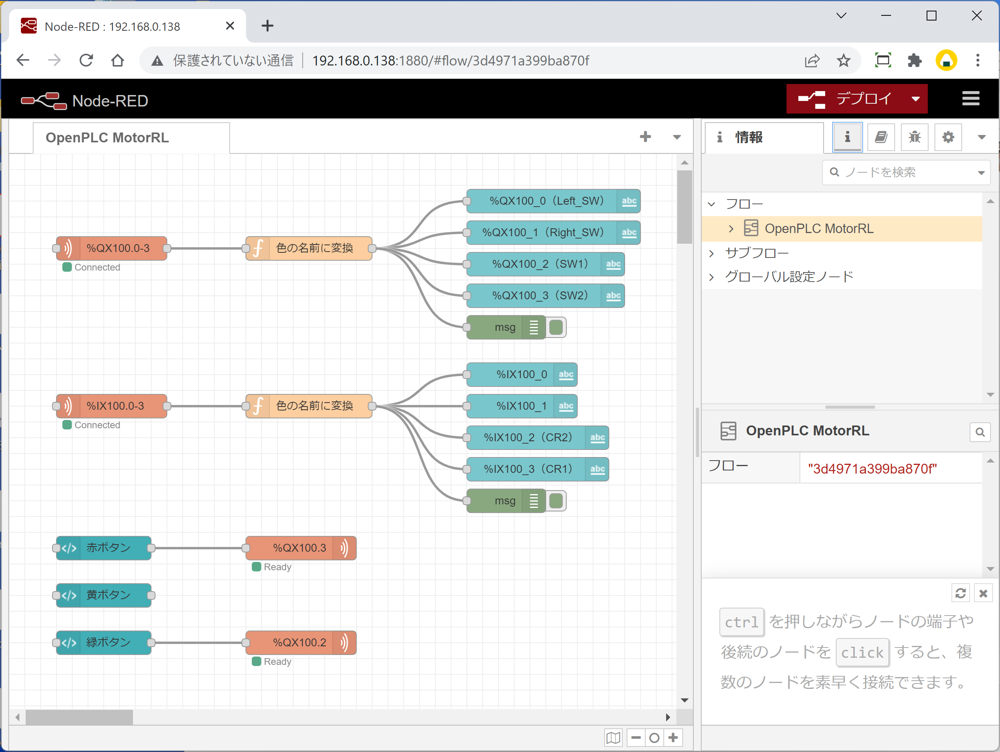 Node-RED : 192.168.0.138
保護されていない通信 192.168.0.138:1880/#flow/3d4971a399ba870f
Node-RED
デプロイ
OpenPLC MotorRL
%QX100_0（Left_SW） abc
%QX100_1（Right_SW） abc
%QX100.0-3
色の名前に変換
Connected
%QX100_2（SW1） abc
%QX100_3（SW2） abc
msg
%IX100_0 abc
%IX100.0-3
色の名前に変換
%IX100_1 abc
Connected
%IX100_2（CR2） abc
%IX100_3（CR1） abc
msg
赤ボタン
%QX100.3
Ready
黄ボタン
緑ボタン
%QX100.2
Ready
i 情報
i
ノードを検索
フロー
OpenPLC MotorRL
サブフロー
グローバル設定ノード
OpenPLC MotorRL
フロー "3d4971a399ba870f"
ctrl を押しながらノードの端子や
後続のノードを click すると、複
数のノードを素早く接続できます。